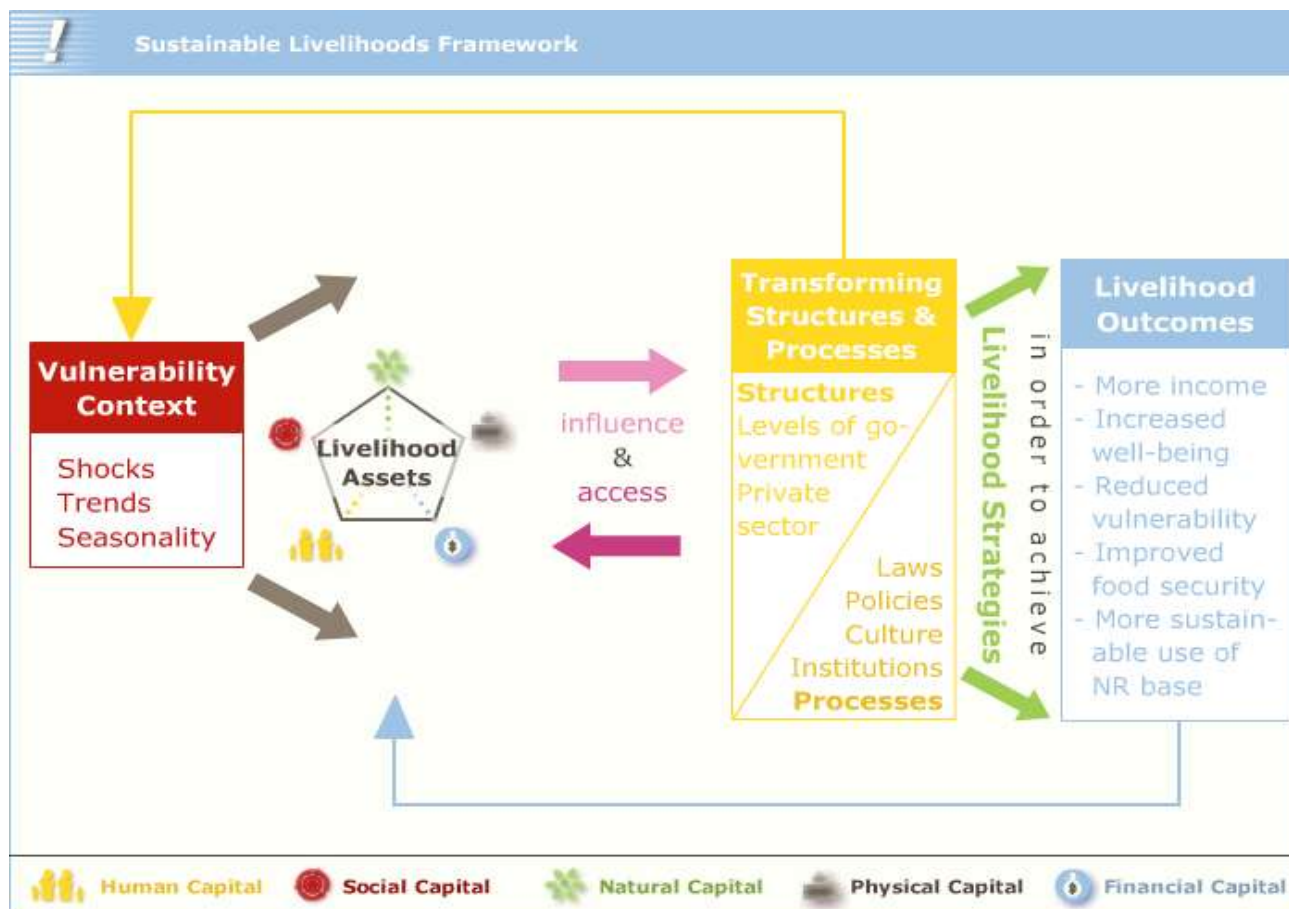 !
Sustainable Livelihoods Framework
Vulnerability
Context
Shocks
Trends
Seasonality
Livelihood
Assets
influence
&
access
Transforming
Structures &
Processes
Structures
Levels of go-
vernment
Private
sector
Laws
Policies
Culture
Institutions
Processes
Livelihood Strategies
in order to achieve
Livelihood
Outcomes
- More income
- Increased
well-being
- Reduced
vulnerability
- Improved
food security
- More sustain-
able use of
NR base
Human Capital
Social Capital
Natural Capital
Physical Capital
Financial Capital